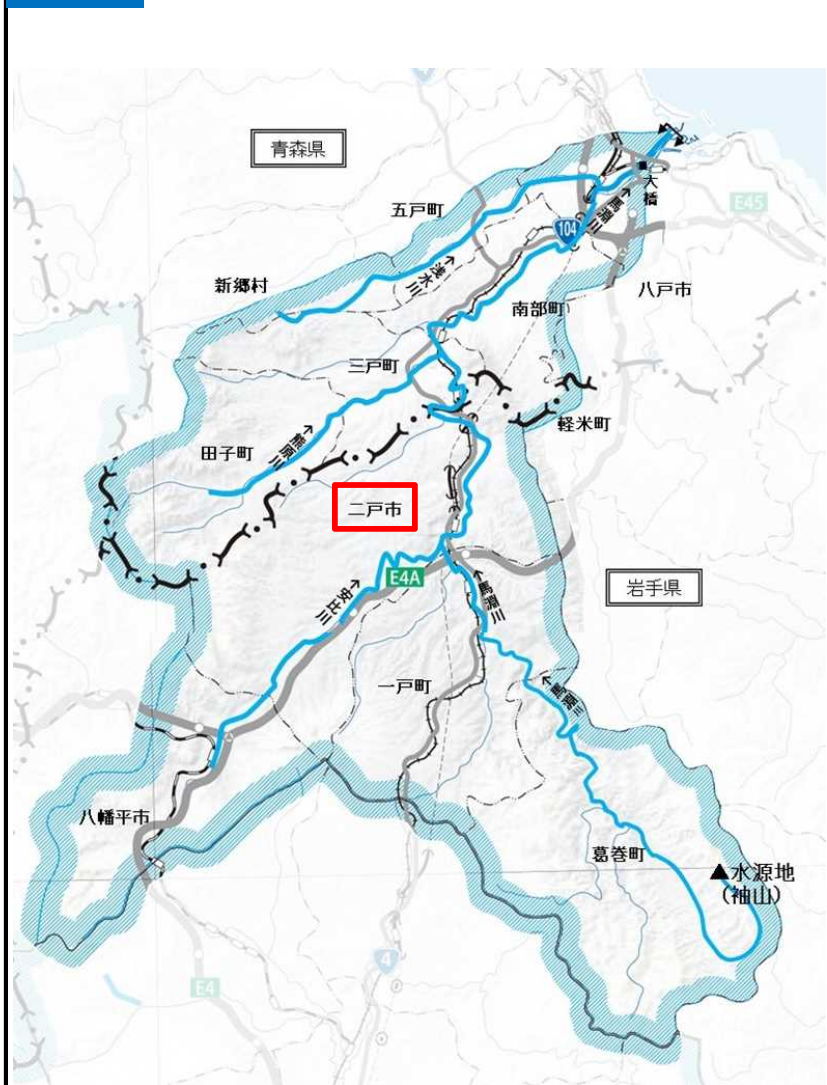 青森県
大橋
五戸町
馬淵川
E45
104
新郷村
浅水川
八戸市
南部町
三戸町
軽米町
田子町
熊原川
二戸市
E4A
安比川
馬淵川
岩手県
一戸町
馬淵川
八幡平市
葛巻町
▲水源地
(袖山)
4
E4